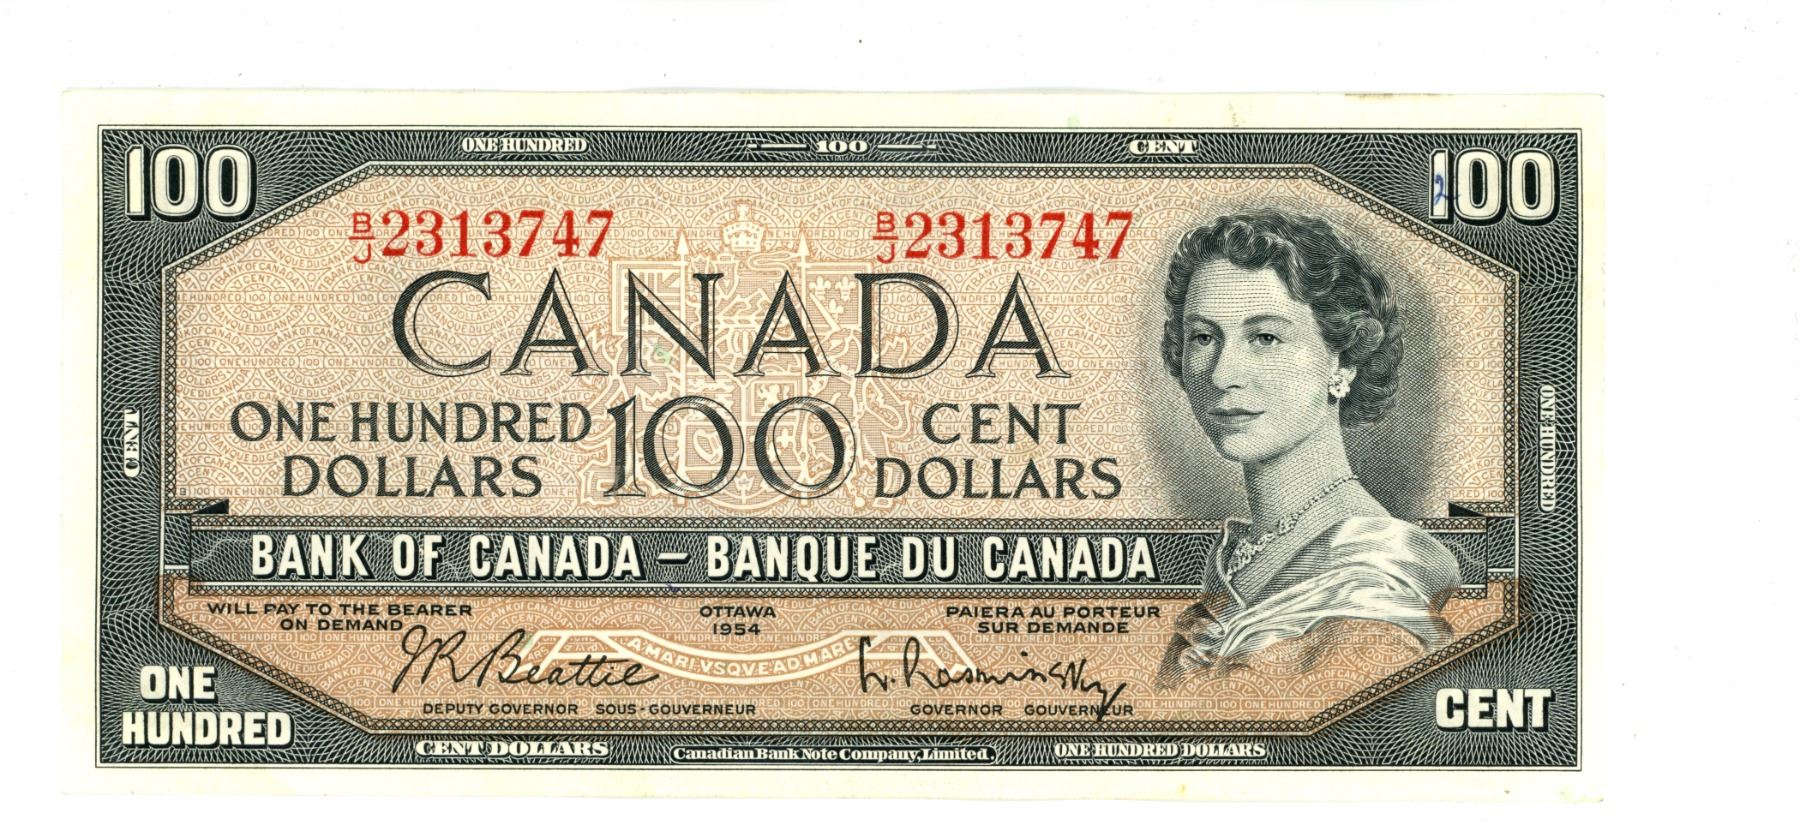 ONE HUNDRED 100 CENT
100 100
B/J 2313747 B/J 2313747
CANADA
ONE HUNDRED DOLLARS 100 CENT DOLLARS
CENT
ONE HUNDRED
BANK OF CANADA – BANQUE DU CANADA
WILL PAY TO THE BEARER ON DEMAND
OTTAWA
1954
PAIERA AU PORTEUR SUR DEMANDE
A·MARI·VSQVE·AD·MARE
J R Beattie
L. Rasminsky
DEPUTY GOVERNOR SOUS-GOUVERNEUR
GOVERNOR GOUVERNEUR
ONE HUNDRED
CENT
CENT DOLLARS
Canadian Bank Note Company, Limited.
ONE HUNDRED DOLLARS